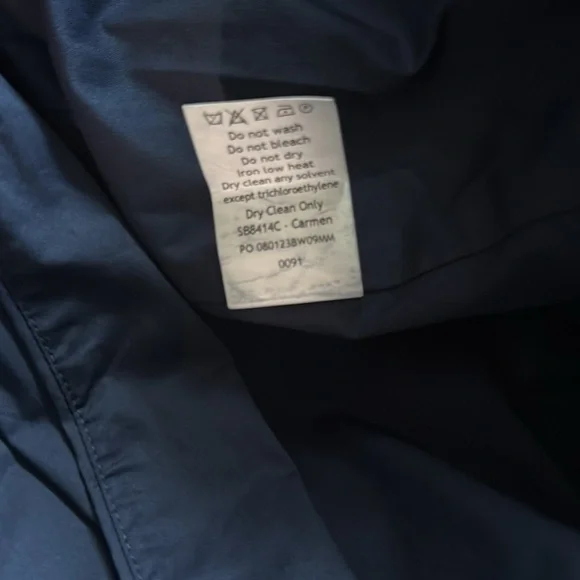 Do not wash
Do not bleach
Do not dry
Iron low heat
Dry clean any solvent
except trichloroethylene
Dry Clean Only
SB8414C - Carmen
PO 080123BW09MM
0091